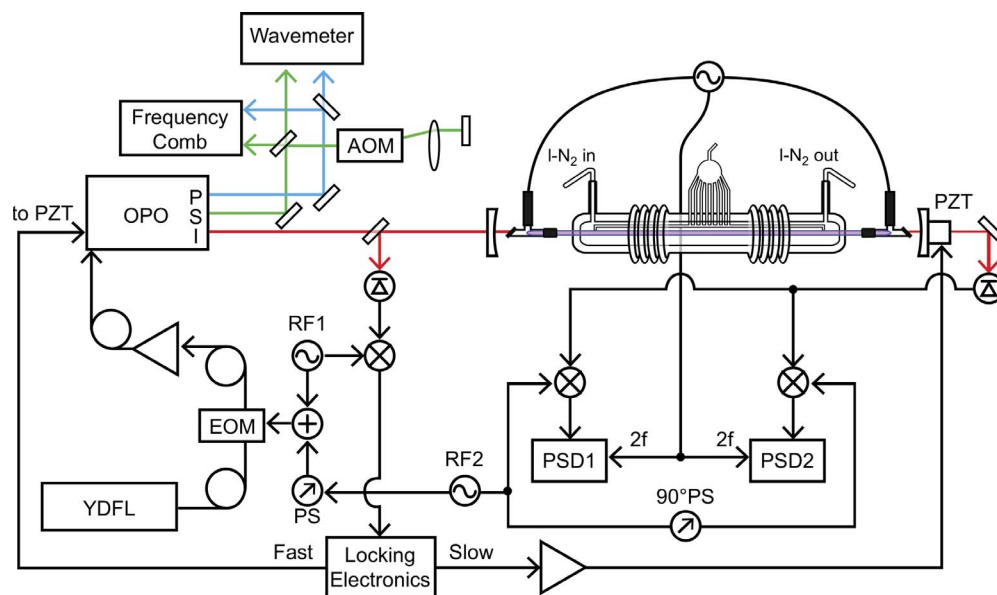 Wavemeter
Frequency
Comb
AOM
l-N2 in
l-N2 out
to PZT
OPO
P
S
I
PZT
RF1
EOM
2f
2f
PSD1
PSD2
RF2
YDFL
PS
90°PS
Fast
Locking
Electronics
Slow